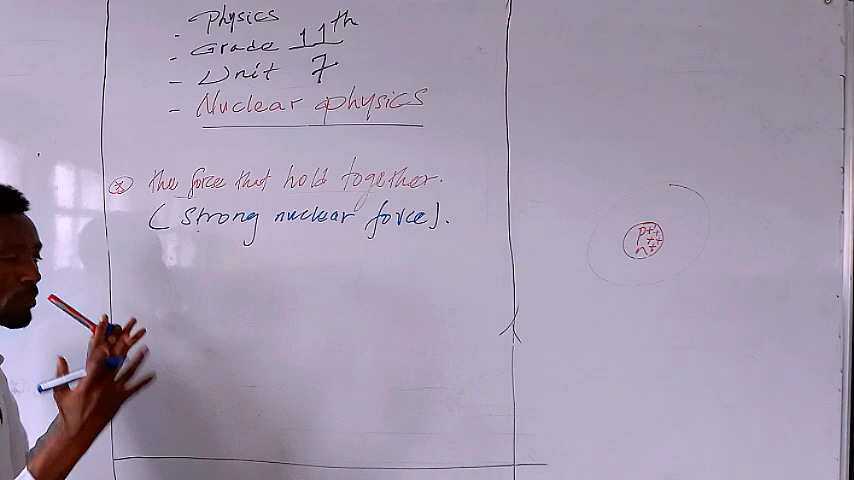 - Physics
- Grade 11th
- Unit 7
- Nuclear physics
* the force that hold together.
(strong nuclear force).
P+++
+++
n+